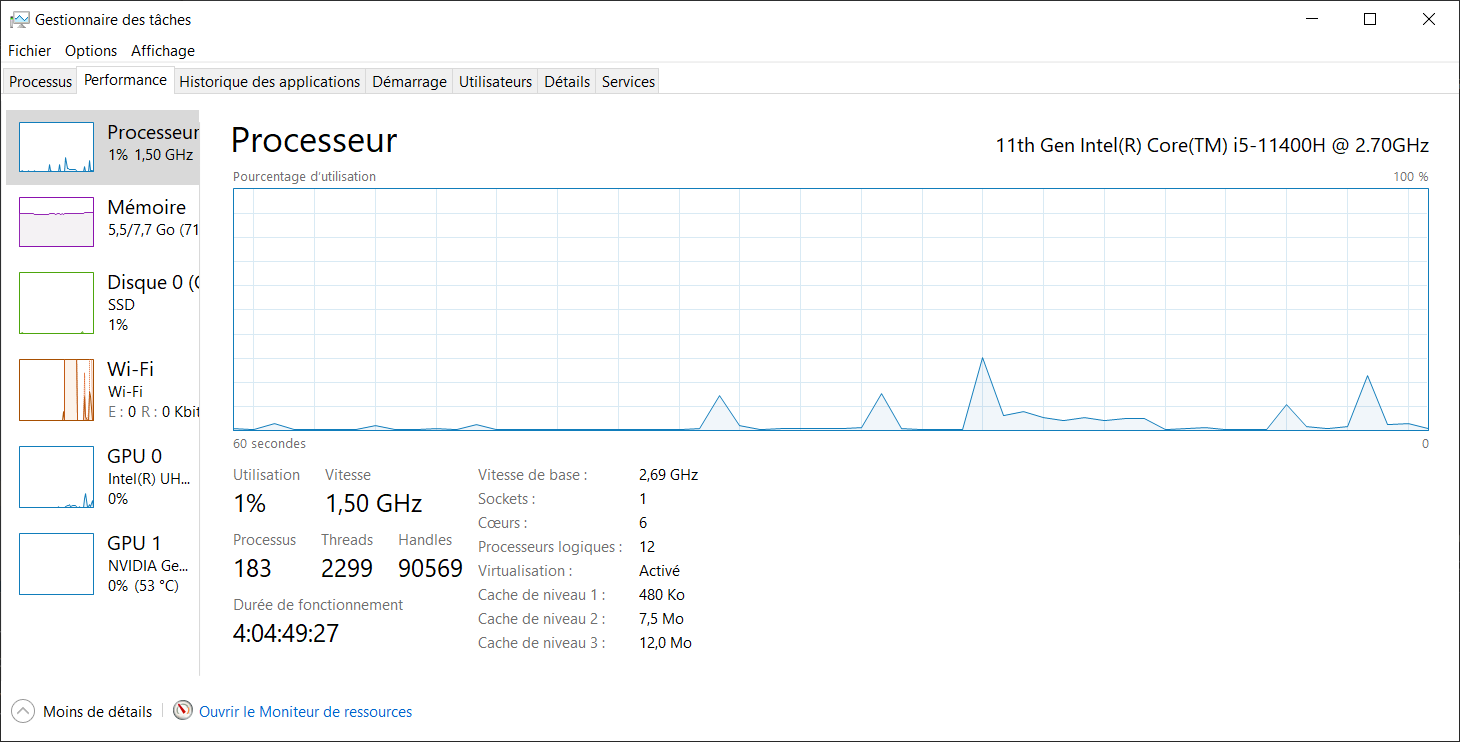 Gestionnaire des tâches
Fichier Options Affichage
Processus Performance Historique des applications Démarrage Utilisateurs Détails Services
Processeur
1% 1,50 GHz
Mémoire
5,5/7,7 Go (71
Disque 0 (C
SSD
1%
Wi-Fi
Wi-Fi
E : 0 R : 0 Kbit
GPU 0
Intel(R) UH...
0%
GPU 1
NVIDIA Ge...
0% (53 °C)
Processeur
11th Gen Intel(R) Core(TM) i5-11400H @ 2.70GHz
Pourcentage d'utilisation 100 %
60 secondes 0
Utilisation Vitesse
1% 1,50 GHz
Processus Threads Handles
183 2299 90569
Durée de fonctionnement
4:04:49:27
Vitesse de base : 2,69 GHz
Sockets : 1
Cœurs : 6
Processeurs logiques : 12
Virtualisation : Activé
Cache de niveau 1 : 480 Ko
Cache de niveau 2 : 7,5 Mo
Cache de niveau 3 : 12,0 Mo
Moins de détails
Ouvrir le Moniteur de ressources